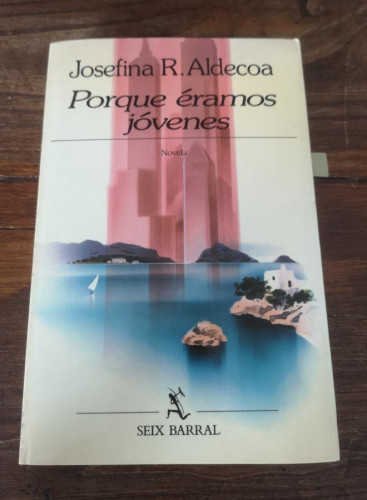 Josefina R. Aldecoa
Porque éramos
jóvenes
Novela
SEIX BARRAL